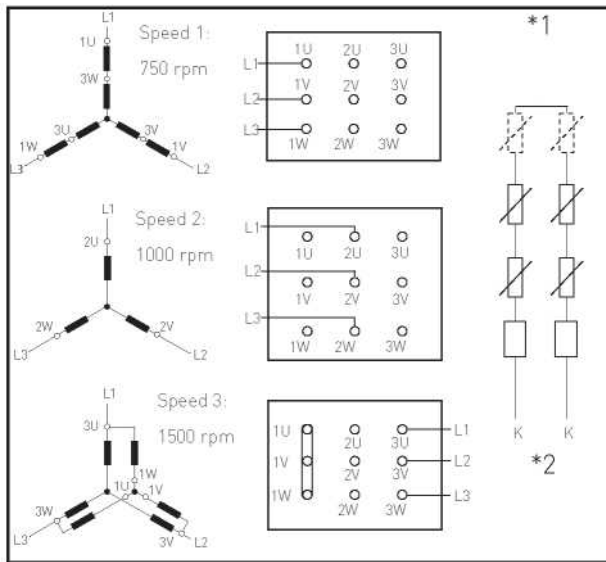 L1
1U
3W
3U
3V
1W
1V
L3
L2
Speed 1:
750 rpm
1U 2U 3U
L1
1V 2V 3V
L2
L3
1W 2W 3W
L1
2U
2W
2V
L3
L2
Speed 2:
1000 rpm
L1
1U 2U 3U
L2
1V 2V 3V
L3
1W 2W 3W
L1
3U
1W
1U
1V
3W
3V
L2
L3
Speed 3:
1500 rpm
1U
2U 3U
L1
1V
2V 3V
L2
1W
2W 3W
L3
*1
K K
*2